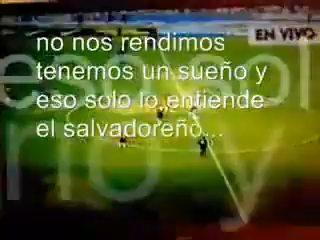 no nos rendimos
EN VIVO
tenemos un sueño y
eso solo lo entiende
el salvadoreño...